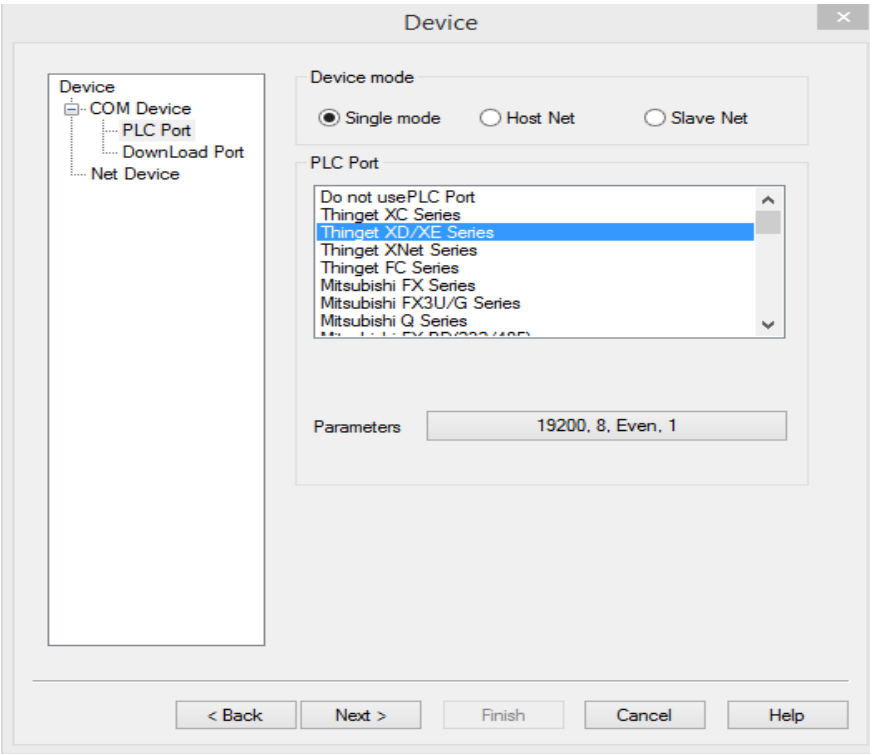 Device
Device
COM Device
PLC Port
DownLoad Port
Net Device
Device mode
Single mode
Host Net
Slave Net
PLC Port
Do not usePLC Port
Thinget XC Series
Thinget XD/XE Series
Thinget XNet Series
Thinget FC Series
Mitsubishi FX Series
Mitsubishi FX3U/G Series
Mitsubishi Q Series
Parameters
19200, 8, Even, 1
< Back
Next >
Finish
Cancel
Help